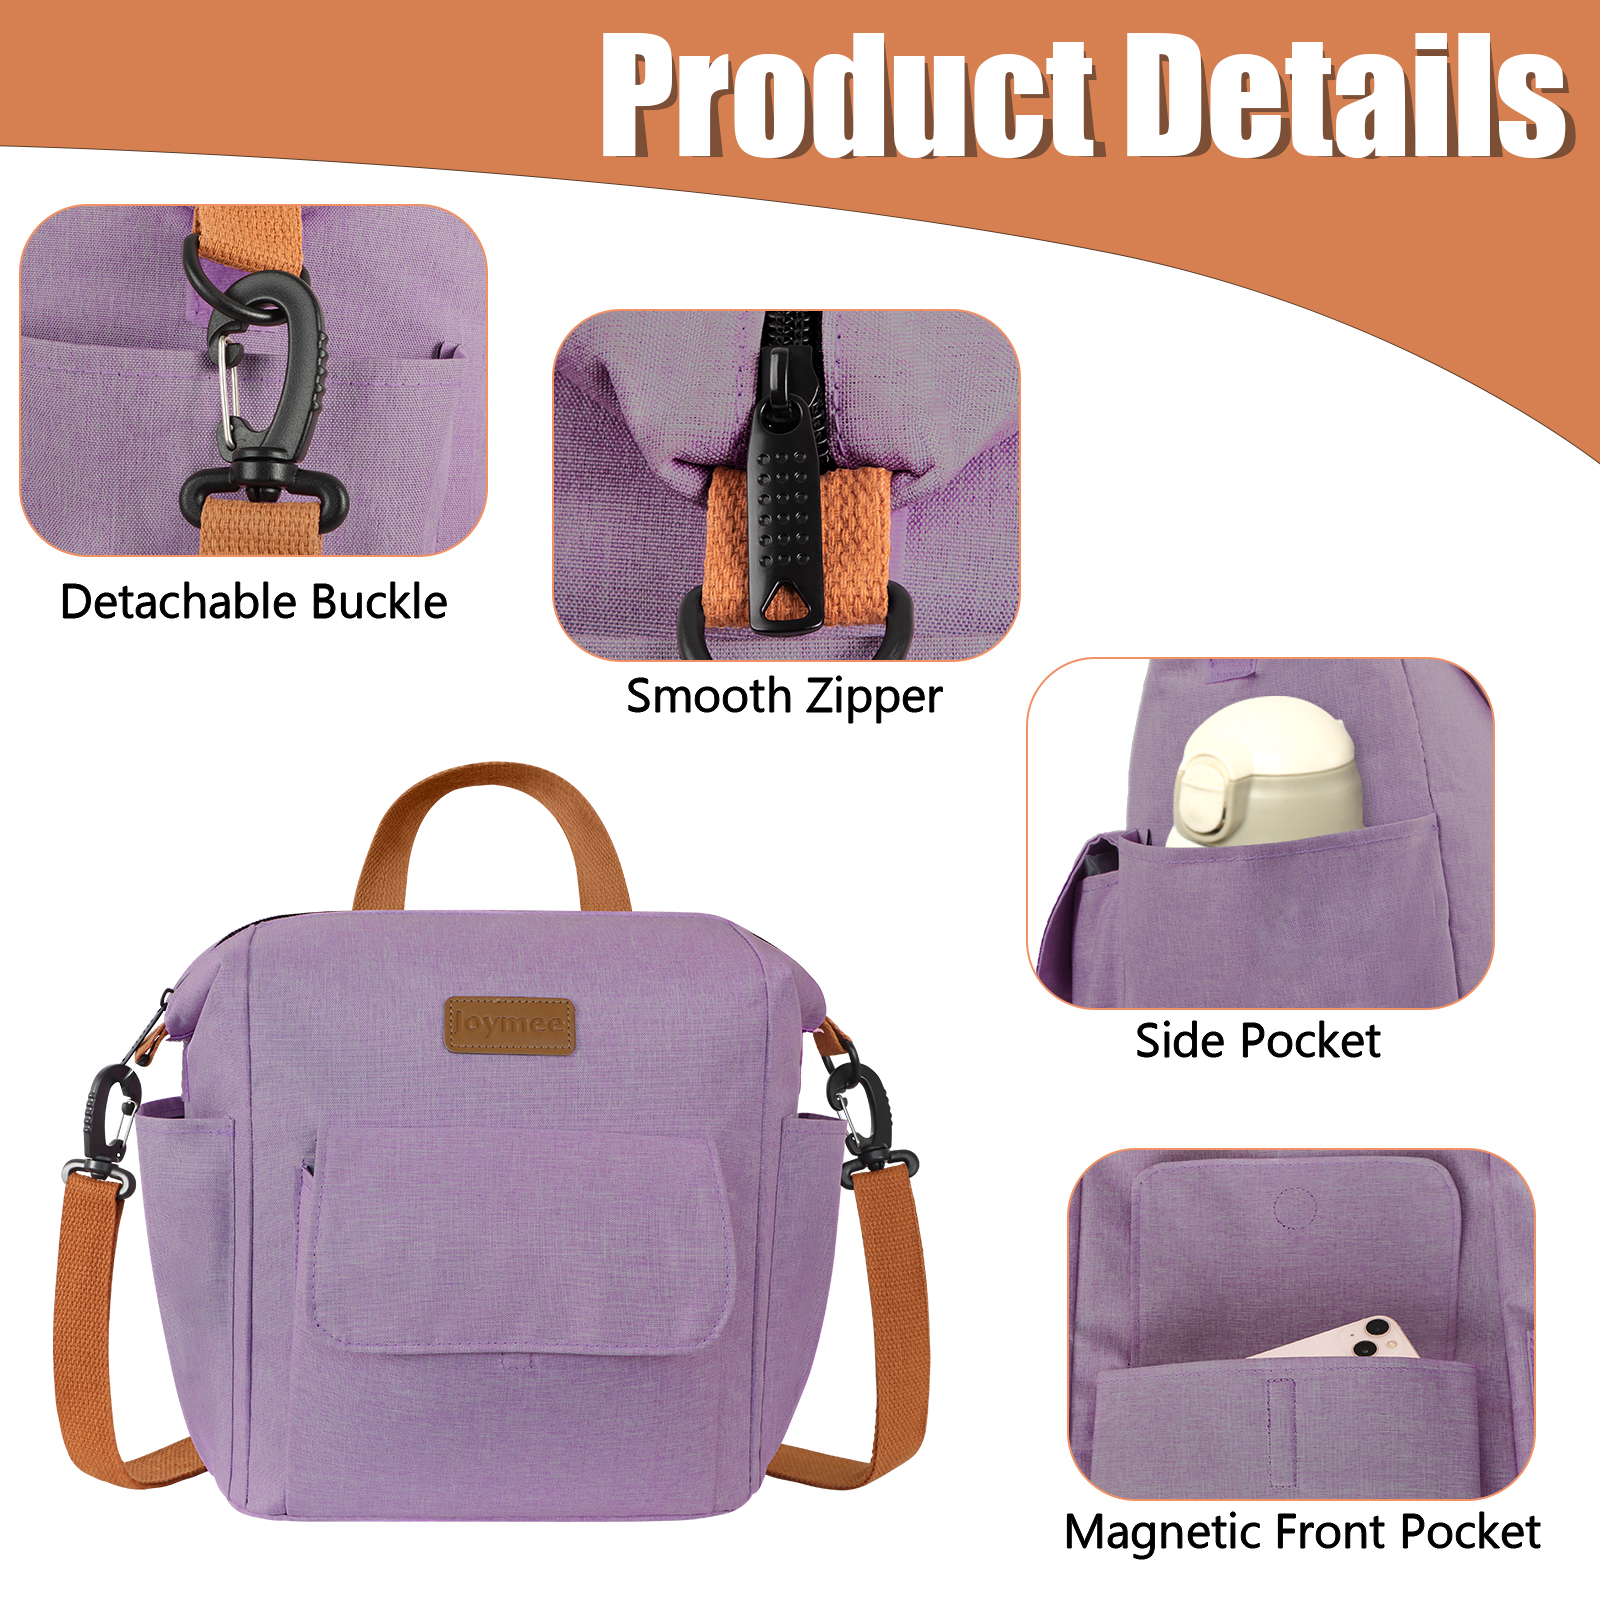 Product Details
Detachable Buckle
Smooth Zipper
Side Pocket
Joymee
Magnetic Front Pocket